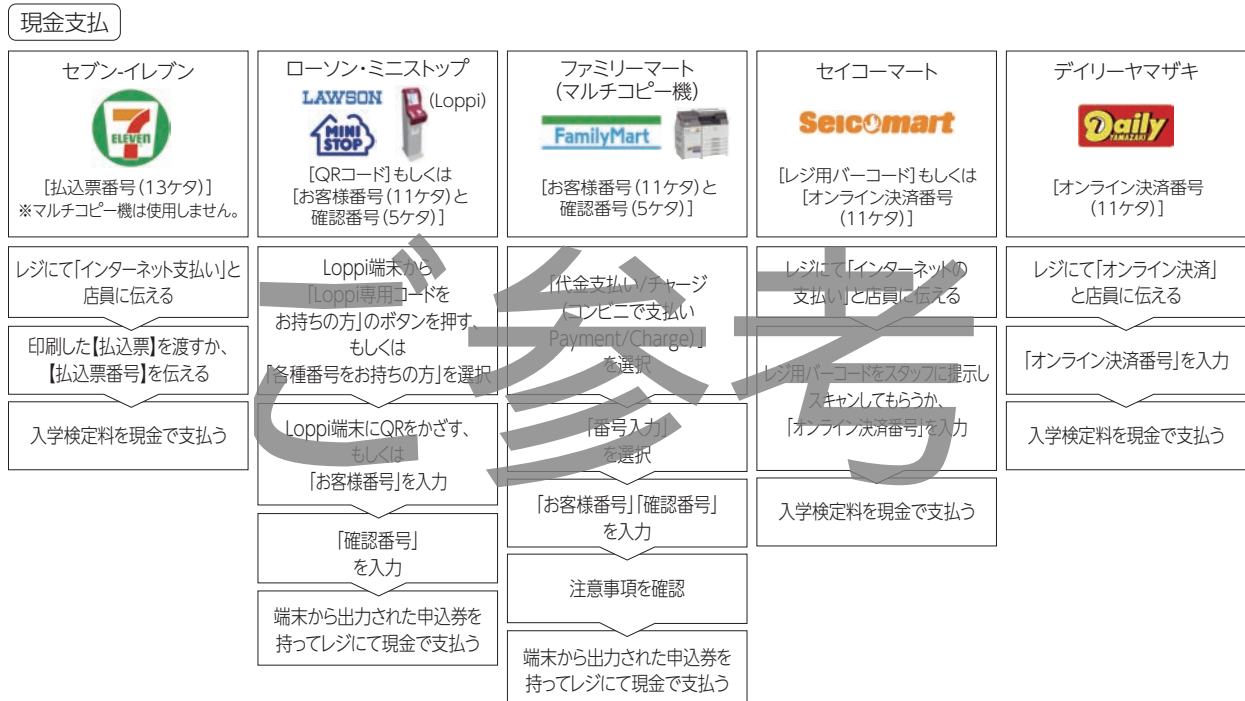 現金支払
セブン-イレブン
7
ELEVEN
[払込票番号(13ケタ)]
※マルチコピー機は使用しません。
レジにて「インターネット支払い」と
店員に伝える
印刷した【払込票】を渡すか、
【払込票番号】を伝える
入学検定料を現金で支払う
ローソン・ミニストップ
LAWSON
(Loppi)
MINI
STOP
[QRコード]もしくは
[お客様番号(11ケタ)と
確認番号(5ケタ)]
Loppi端末から
「Loppi専用コードを
お持ちの方」のボタンを押す、
もしくは
「各種番号をお持ちの方」を選択
Loppi端末にQRをかざす、
もしくは
「お客様番号」を入力
「確認番号」
を入力
端末から出力された申込券を
持ってレジにて現金で支払う
ファミリーマート
(マルチコピー機)
FamilyMart
[お客様番号(11ケタ)と
確認番号(5ケタ)]
「代金支払い/チャージ
(コンビニで支払い
Payment/Charge)」
を選択
「番号入力」
を選択
「お客様番号」「確認番号」
を入力
注意事項を確認
端末から出力された申込券を
持ってレジにて現金で支払う
セイコーマート
Seicomart
[レジ用バーコード]もしくは
[オンライン決済番号
(11ケタ)]
レジにて「インターネットの
支払い」と店員に伝える
レジ用バーコードをスタッフに提示し
スキャンしてもらうか、
「オンライン決済番号」を入力
入学検定料を現金で支払う
デイリーヤマザキ
Daily
YAMAZAKI
[オンライン決済番号
(11ケタ)]
レジにて「オンライン決済」
と店員に伝える
「オンライン決済番号」を入力
入学検定料を現金で支払う
ご参考